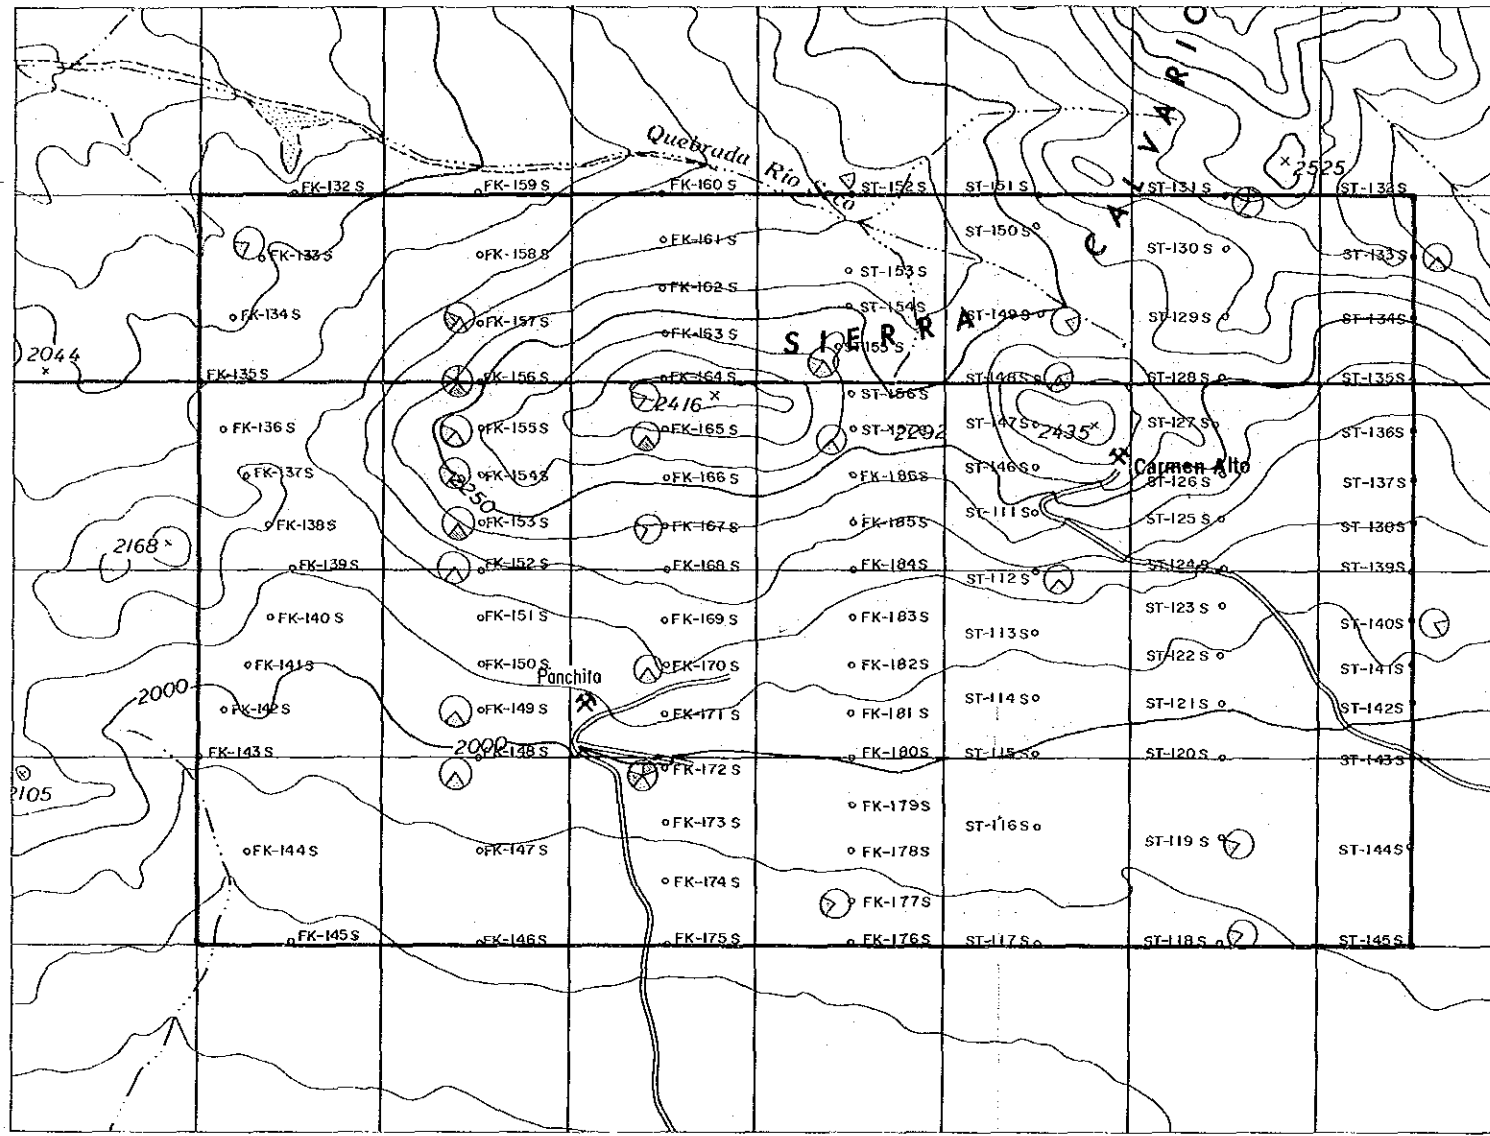 CALVARIO
Quebrada Rio Seco
2525
FK-132 S FK-159 S FK-160 S ST-152 S ST-151 S ST-131 S ST-132 S
FK-161 S ST-150 S
FK-133 S FK-158 S ST-153 S ST-130 S ST-133 S
FK-162 S
FK-134 S FK-157 S ST-154 S ST-149 S ST-129 S ST-134 S
FK-163 S
SIERRA
ST-155 S
2044
FK-135 S FK-156 S FK-164 S ST-148 S ST-128 S ST-135 S
2416 ST-156 S
FK-136 S FK-155 S FK-165 S 2292 ST-147 S 2435 ST-127 S ST-136 S
FK-137 S FK-154 S FK-166 S FK-186 S ST-146 S Carmen Alto
ST-126 S ST-137 S
2250
FK-138 S FK-153 S FK-167 S FK-185 S ST-111 S ST-125 S
2168
FK-139 S FK-152 S FK-168 S FK-184 S ST-112 S ST-124 S ST-139 S
FK-140 S FK-151 S FK-169 S FK-183 S ST-113 S ST-123 S ST-140 S
FK-141 S FK-150 S FK-170 S FK-182 S ST-122 S ST-141 S
Panchita
2000
FK-142 S FK-149 S FK-171 S FK-181 S ST-114 S ST-121 S ST-142 S
2000
FK-143 S FK-148 S FK-180 S ST-115 S ST-120 S ST-143 S
FK-172 S
2105
FK-173 S FK-179 S ST-116 S
FK-144 S FK-147 S FK-178 S ST-119 S ST-144 S
FK-174 S
FK-177 S
FK-145 S FK-146 S FK-175 S FK-176 S ST-117 S ST-118 S ST-145 S